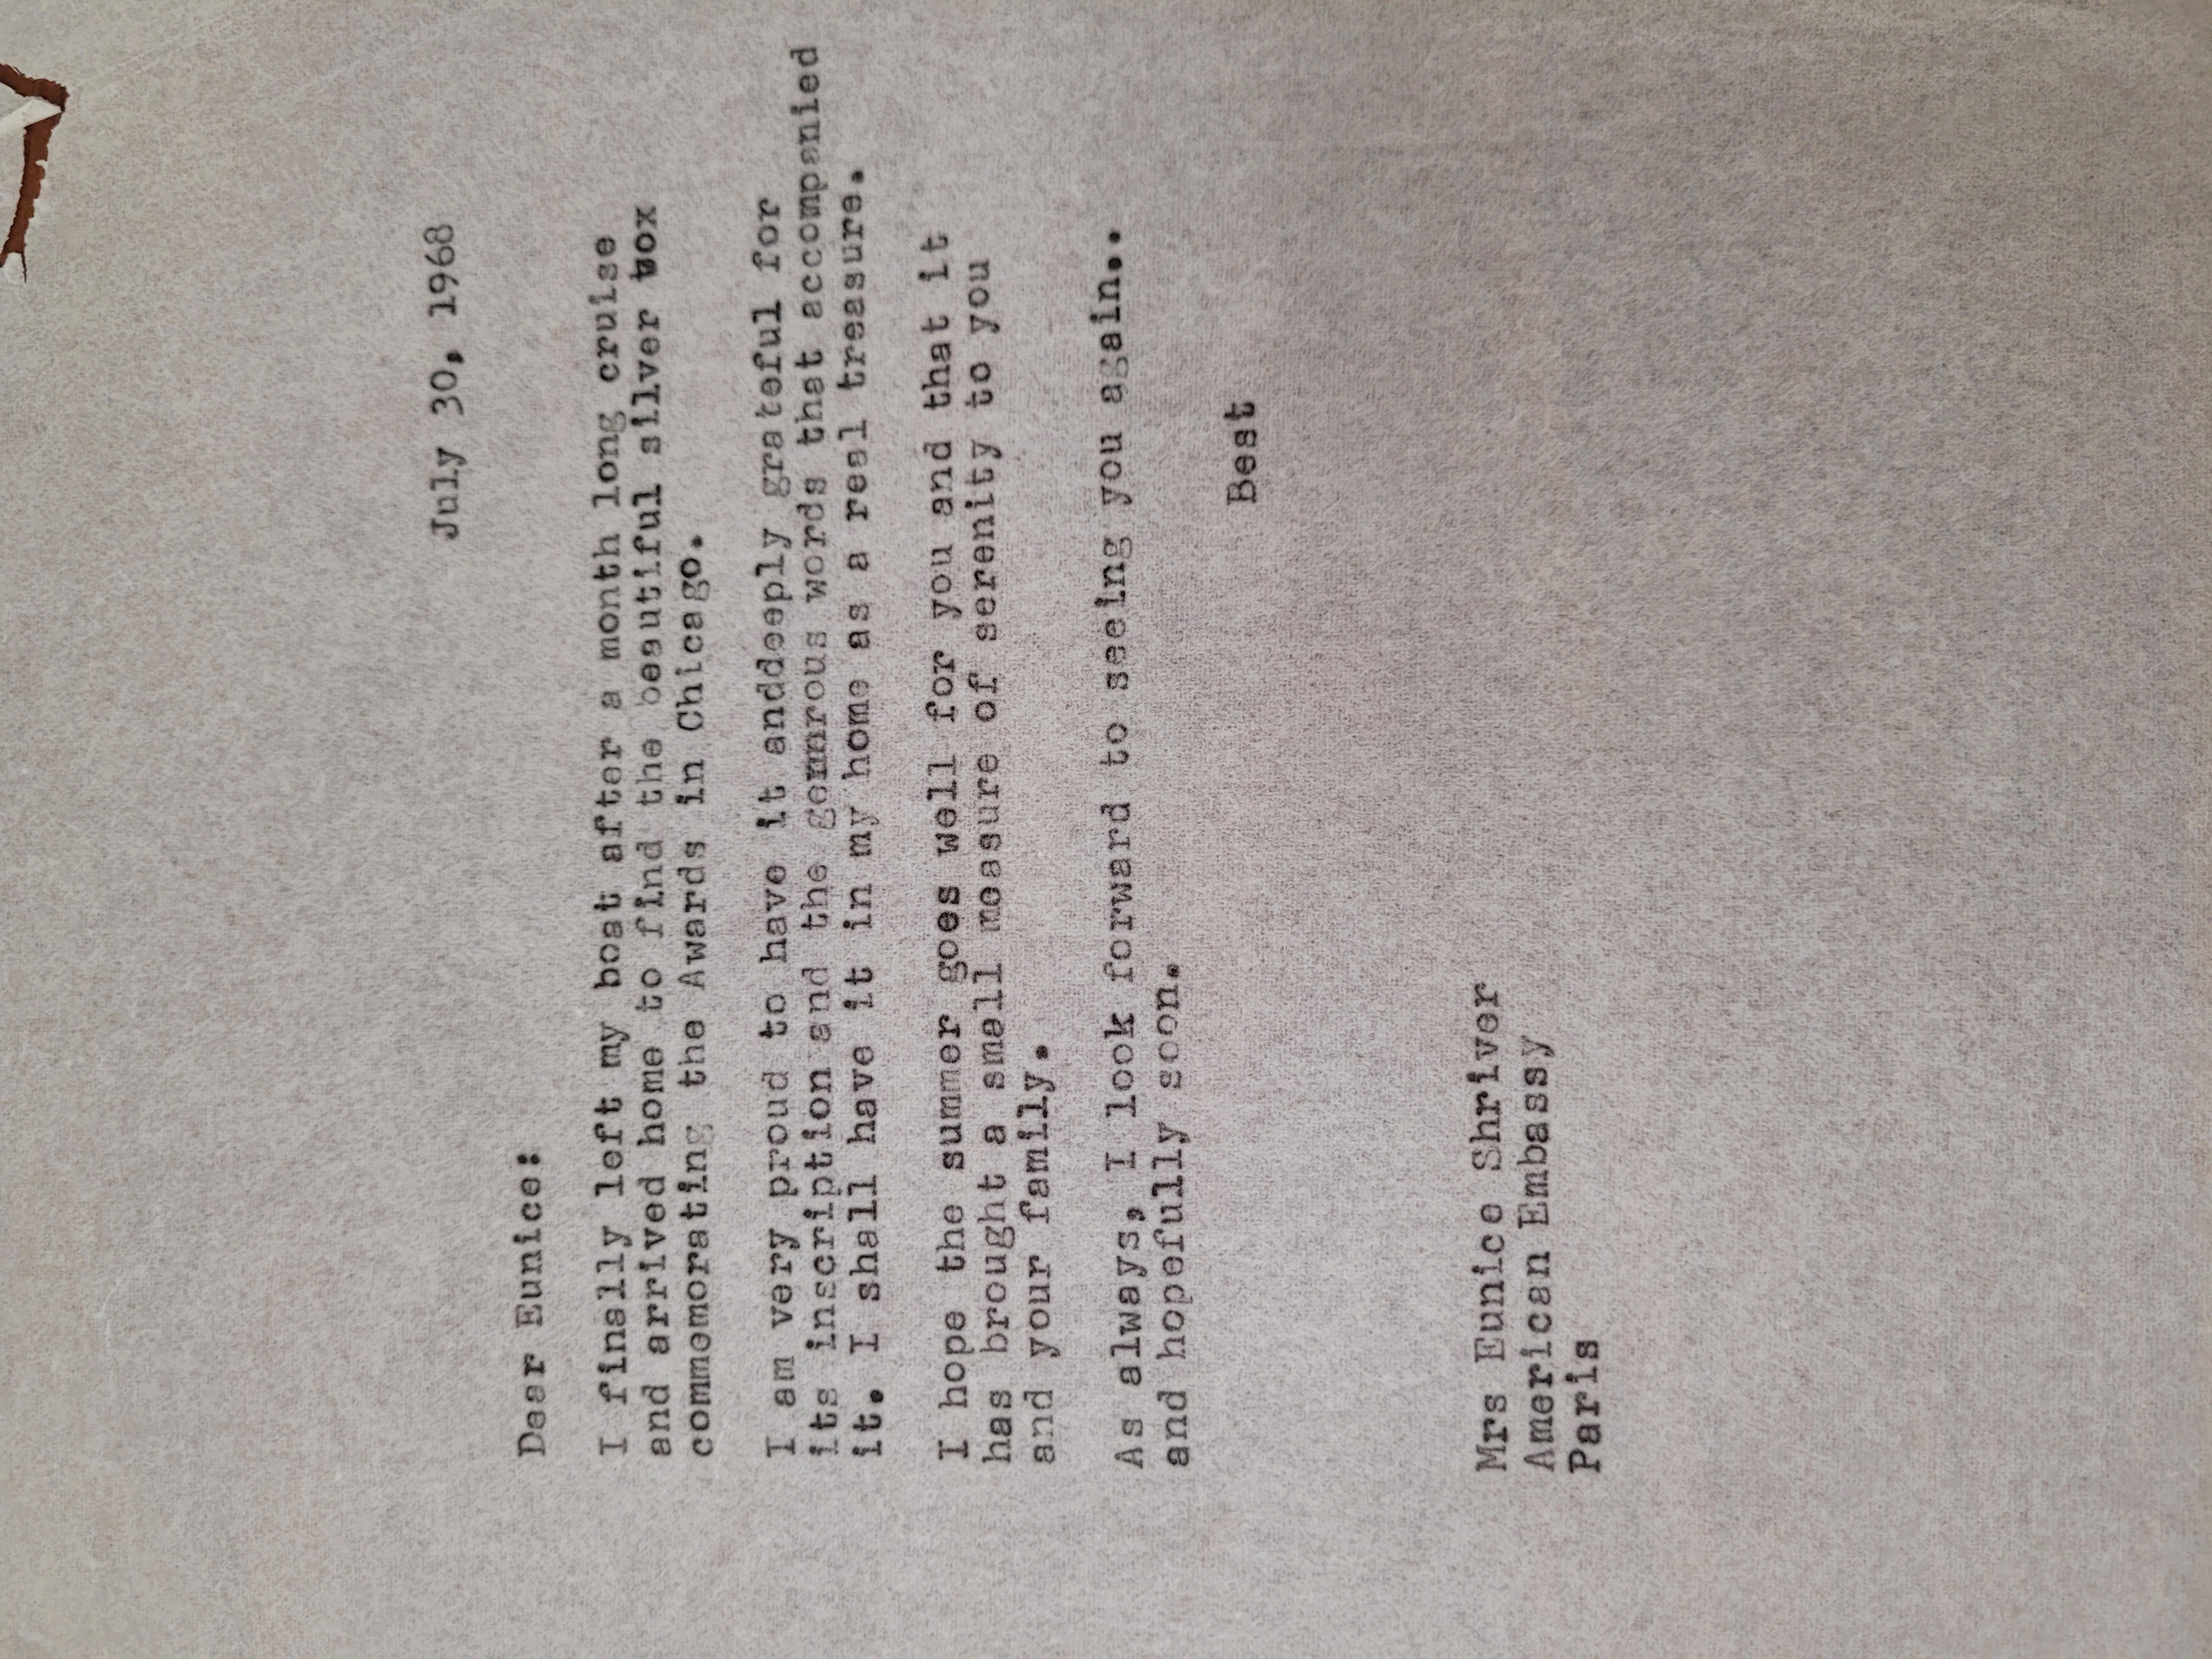 July 30, 1968
Dear Eunice:
I finally left my boat after a month long cruise
and arrived home to find the beautiful silver box
commemorating the Awards in Chicago.
I am very proud to have it anddeeply grateful for
its inscription and the gennrous words that accompanied
it. I shall have it in my home as a real treasure.
I hope the summer goes well for you and that it
has brought a small measure of serenity to you
and your family.
As always, I look forward to seeing you again..
and hopefully soon.
Best
Mrs Eunice Shriver
American Embassy
Paris